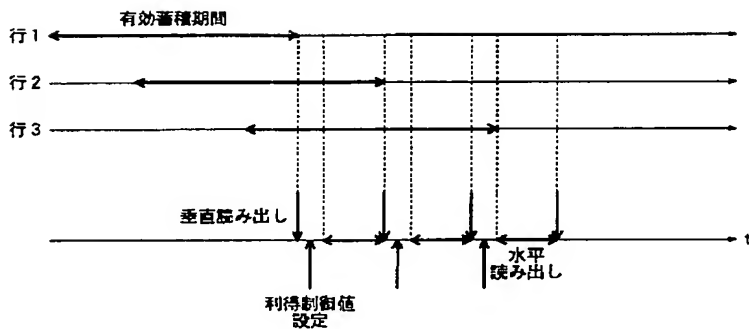 有効蓄積期間
行1
行2
行3
垂直読み出し
t
水平
読み出し
利得制御値
設定